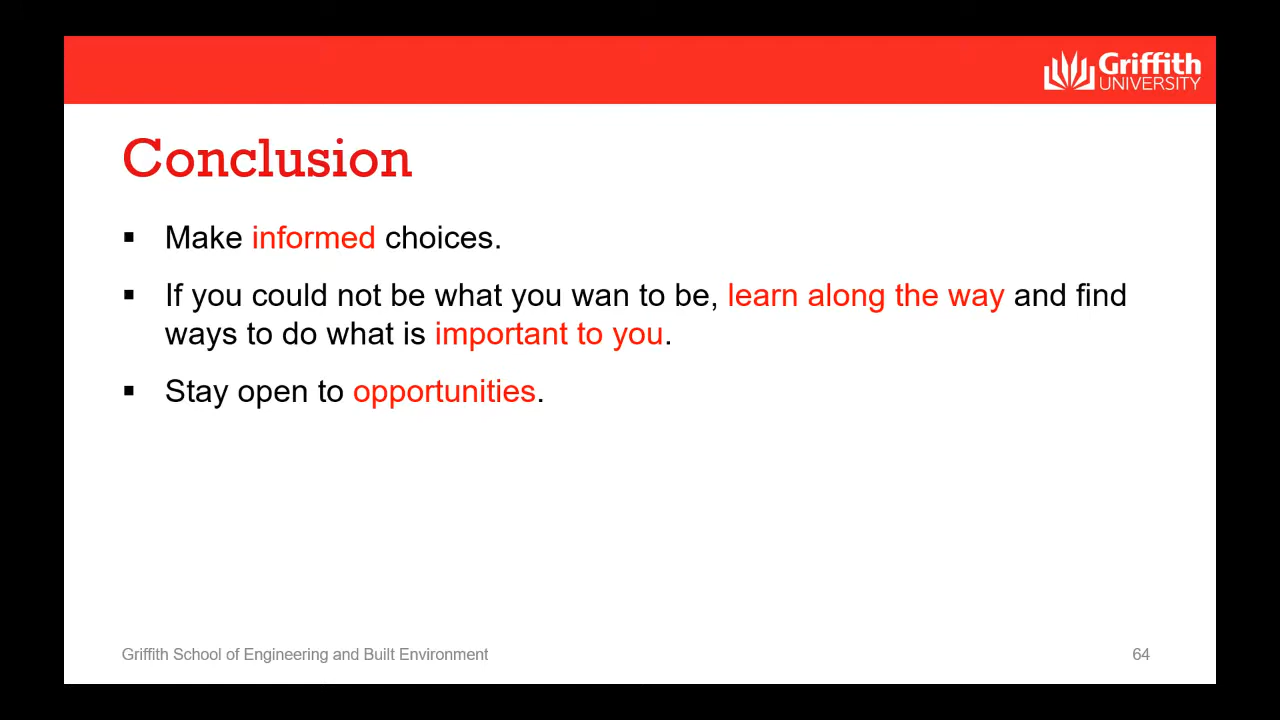 Griffith
UNIVERSITY
Conclusion
▪ Make informed choices.
▪ If you could not be what you wan to be, learn along the way and find
ways to do what is important to you.
▪ Stay open to opportunities.
Griffith School of Engineering and Built Environment
64